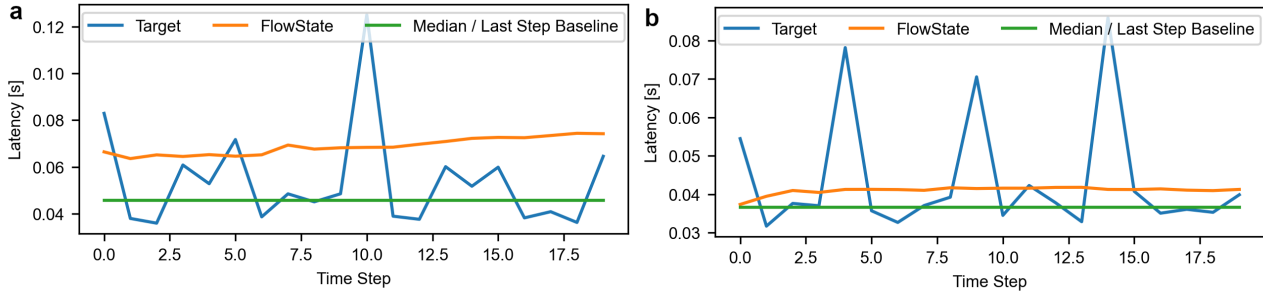 a
Target FlowState Median / Last Step Baseline
0.12
0.10
0.08
0.06
0.04
Latency [s]
0.0 2.5 5.0 7.5 10.0 12.5 15.0 17.5
Time Step
b
Target FlowState Median / Last Step Baseline
0.08
0.07
0.06
0.05
0.04
0.03
Latency [s]
0.0 2.5 5.0 7.5 10.0 12.5 15.0 17.5
Time Step